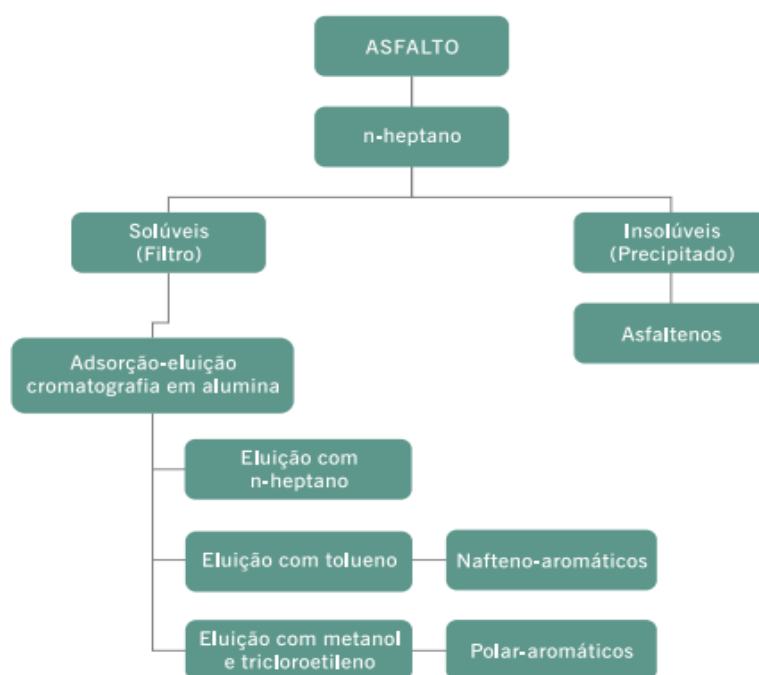 ASFALTO
n-heptano
Solúveis
(Filtro)
Insolúveis
(Precipitado)
Asfaltenos
Adsorção-eluição
cromatografia em alumina
Eluição com
n-heptano
Eluição com tolueno
Nafteno-aromáticos
Eluição com metanol
e tricloroetileno
Polar-aromáticos